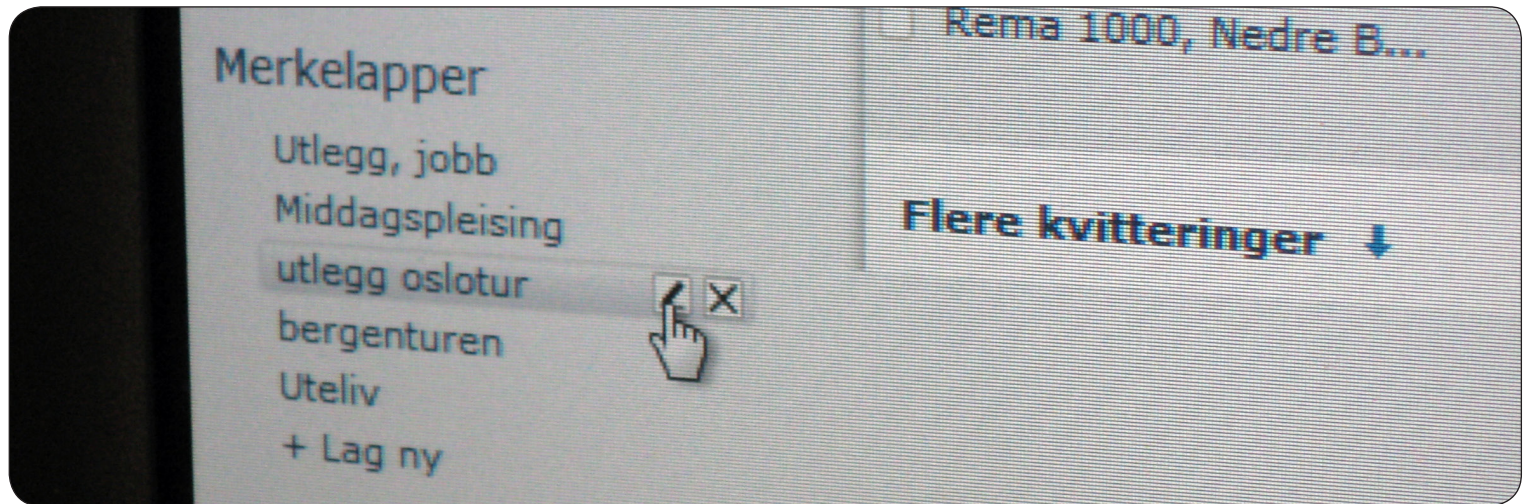 Merkelapper
Utlegg, jobb
Middagspleising
utlegg oslotur
bergenturen
Uteliv
+ Lag ny
Rema 1000, Nedre B...
Flere kvitteringer